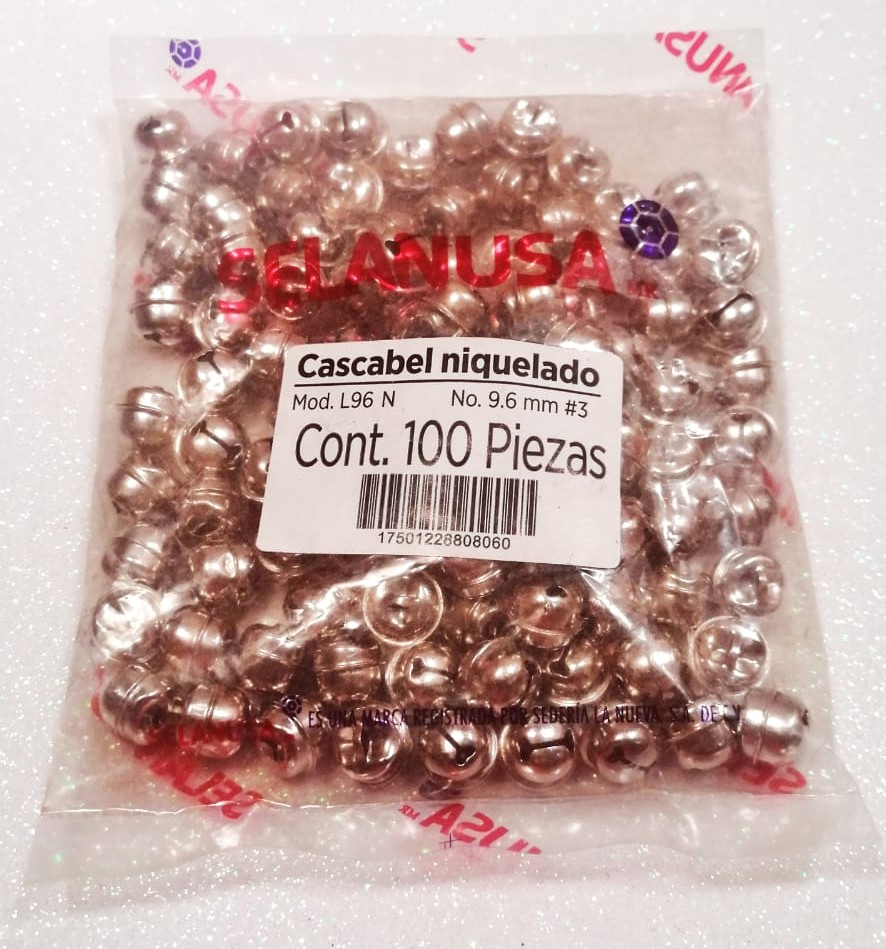 SELANUSA
MR
Cascabel niquelado
Mod. L96 N No. 9.6 mm #3
Cont. 100 Piezas
17501228808060
ES UNA MARCA REGISTRADA POR SEDERÍA LA NUEVA, S.A. DE C.V.